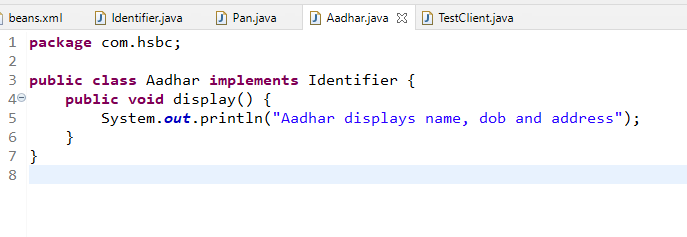 beans.xml Identifier.java Pan.java Aadhar.java TestClient.java
1 package com.hsbc;
2
3 public class Aadhar implements Identifier {
4     public void display() {
5         System.out.println("Aadhar displays name, dob and address");
6     }
7 }
8